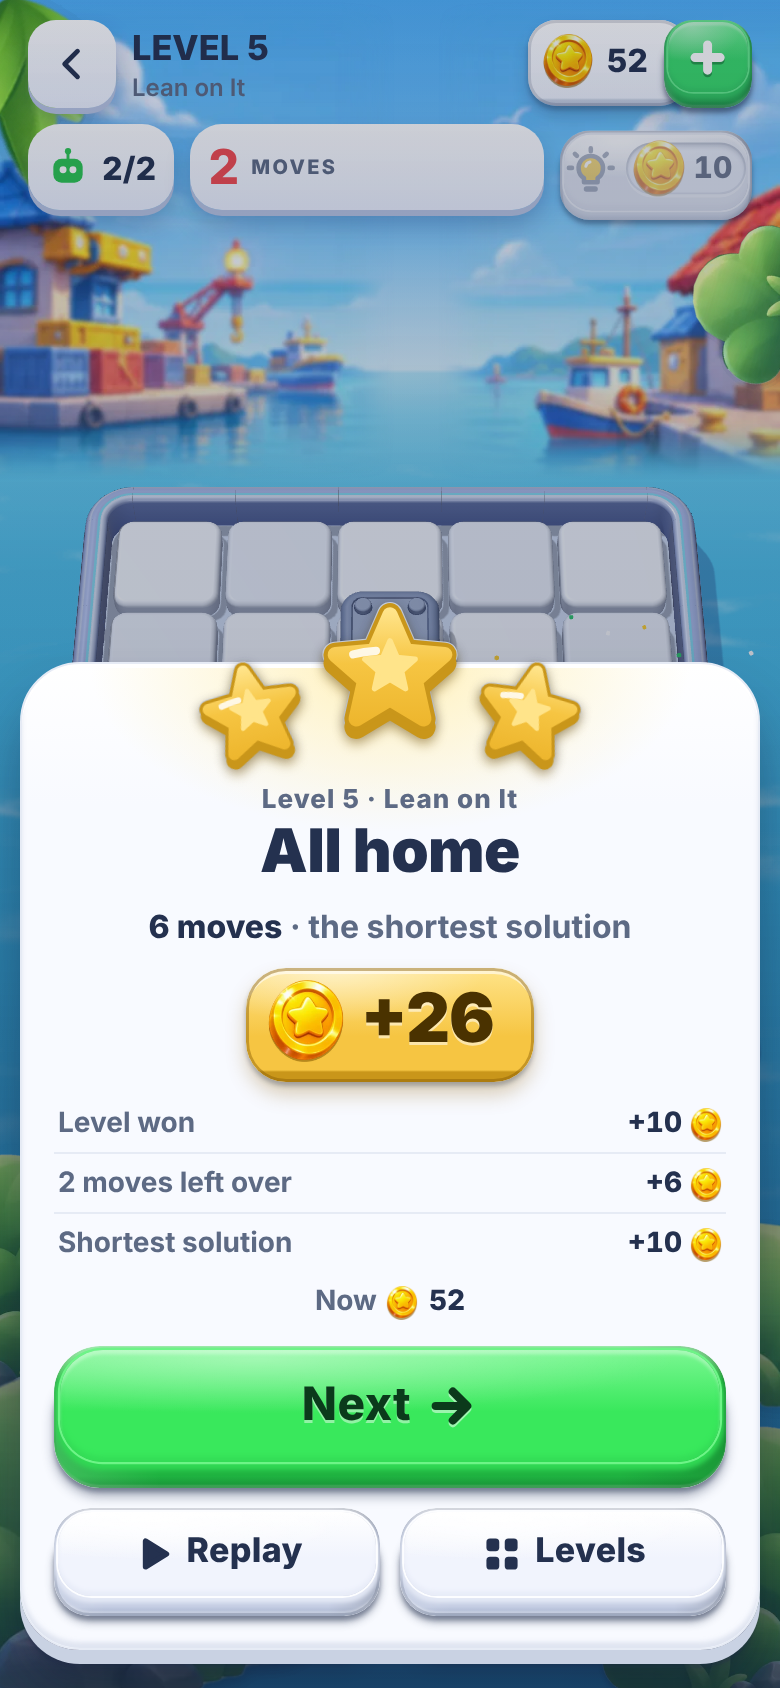 LEVEL 5
Lean on It
52
2/2
2 MOVES
10
Level 5 · Lean on It
All home
6 moves · the shortest solution
+26
Level won +10
2 moves left over +6
Shortest solution +10
Now 52
Next
Replay
Levels